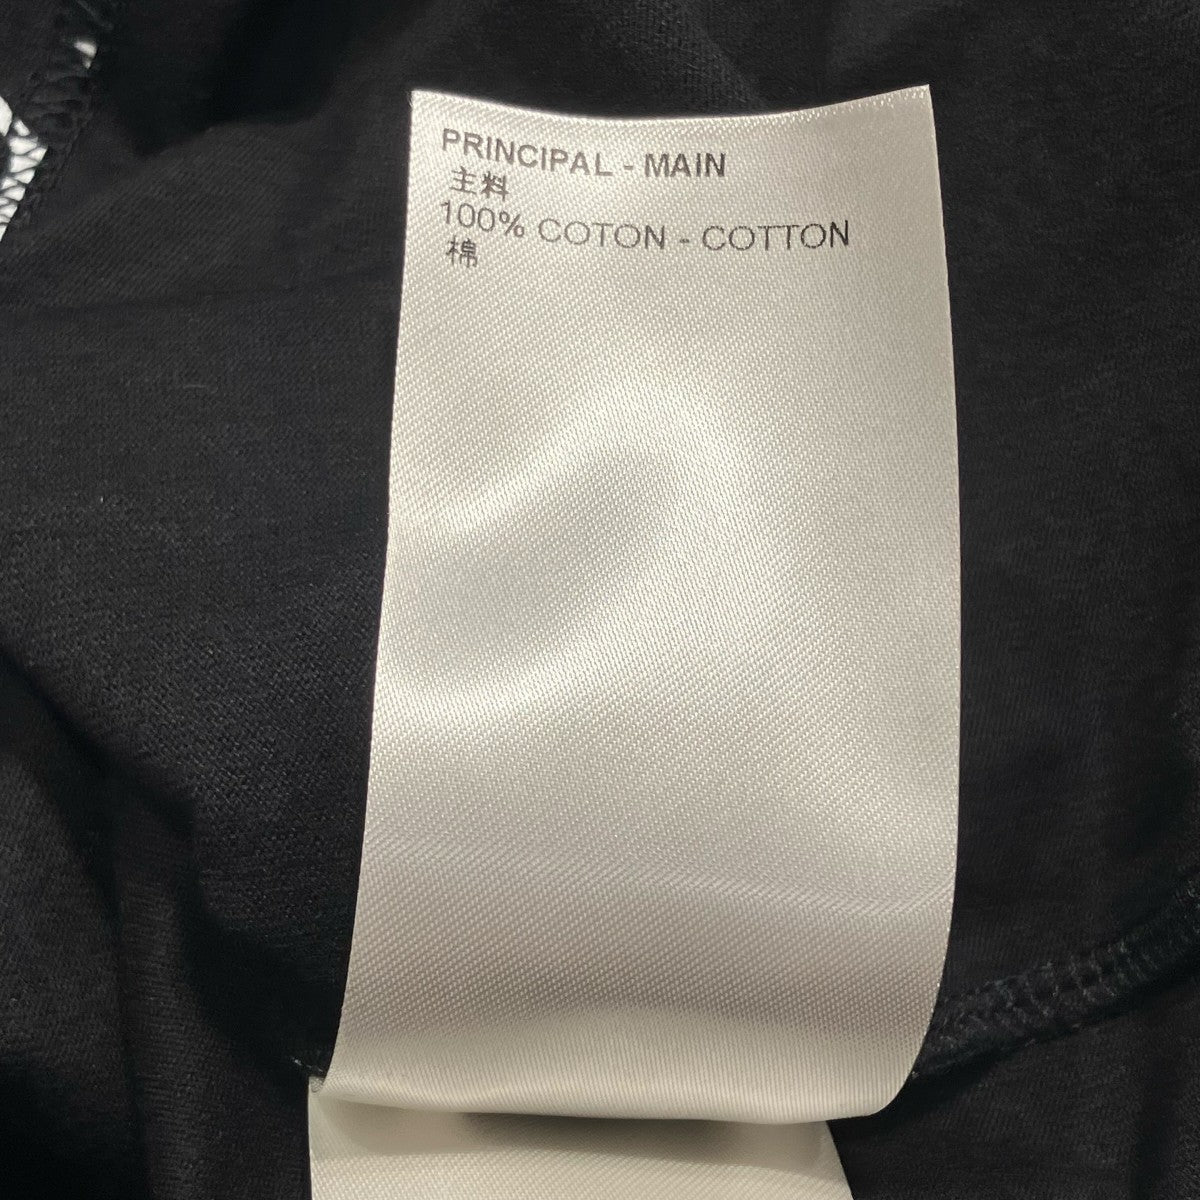 PRINCIPAL - MAIN
主料
100% COTON - COTTON
棉